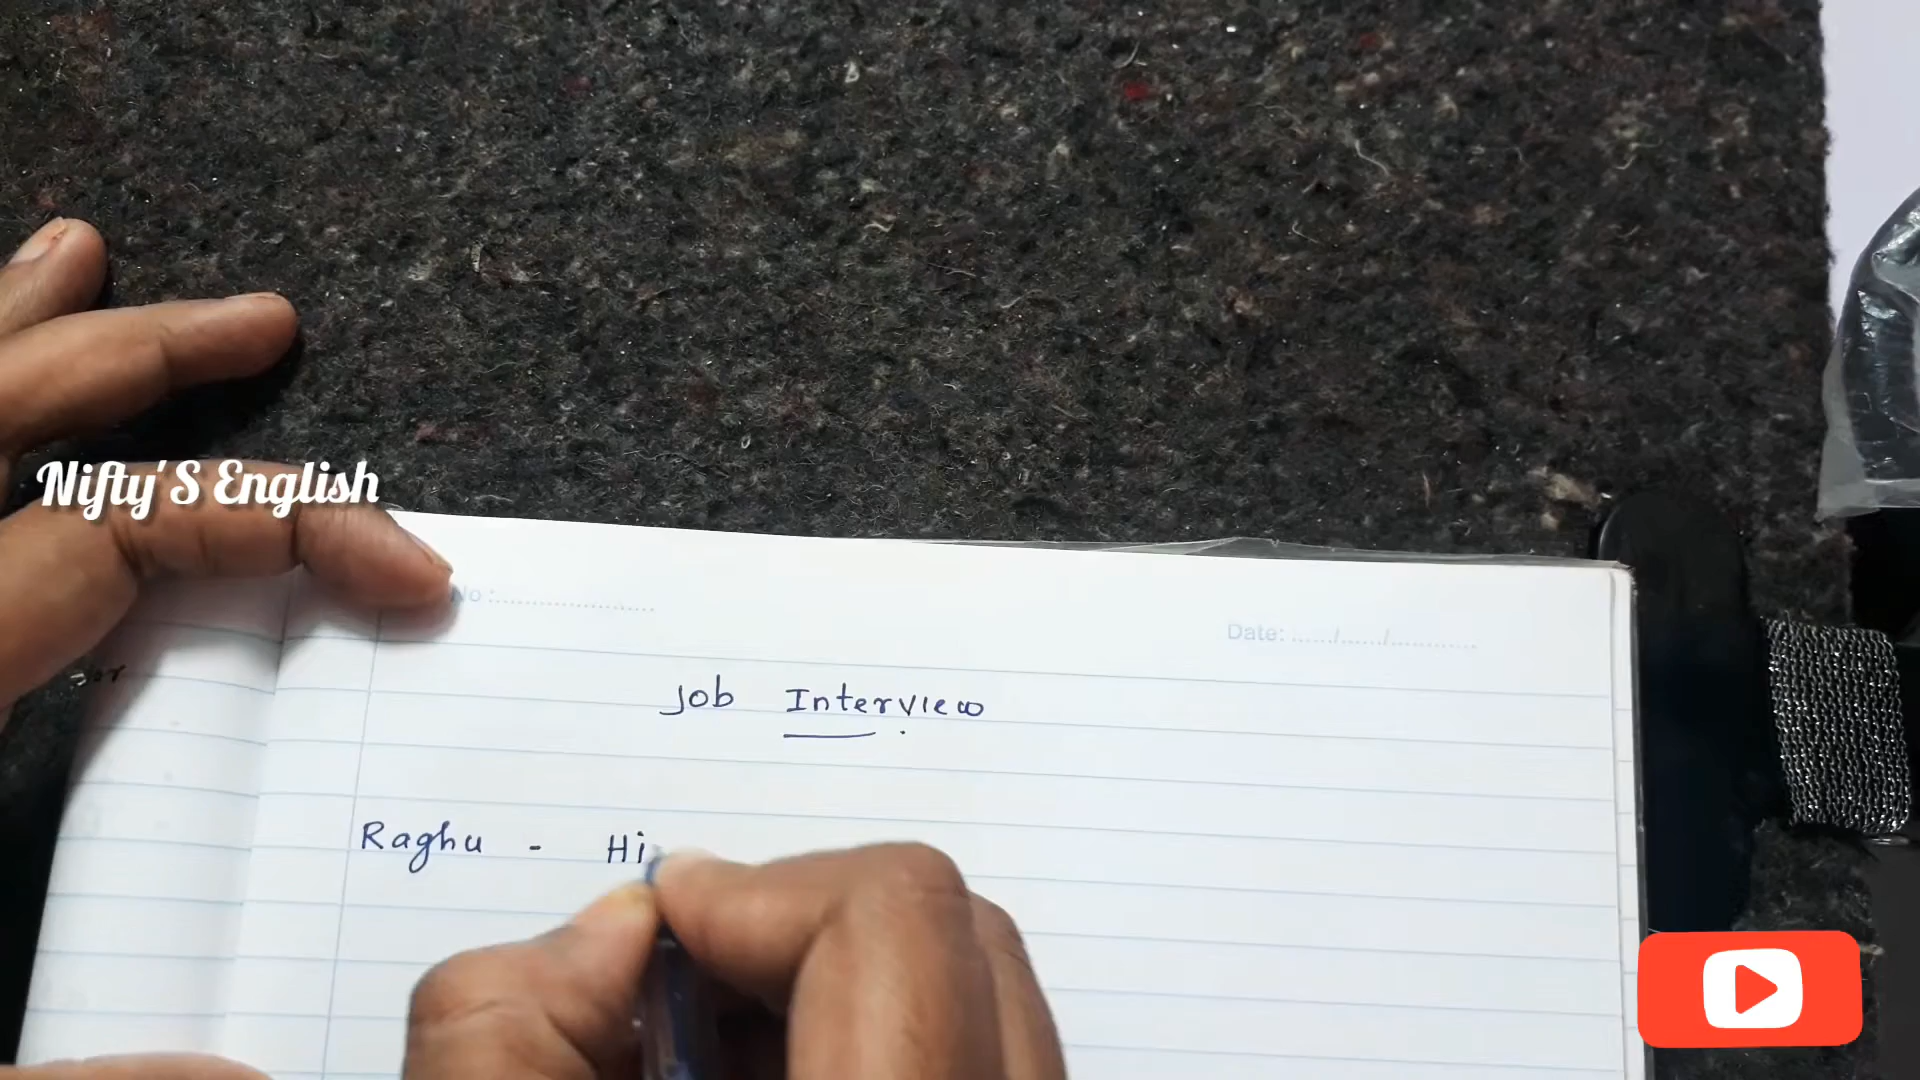 Nifty'S English
No :......................
Date: ....../....../............
Job Interview
Raghu - Hi